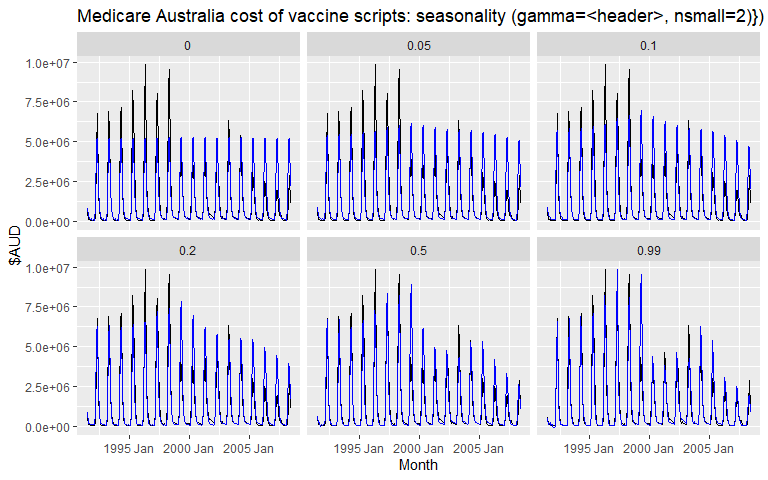 Medicare Australia cost of vaccine scripts: seasonality (gamma=<header>, nsmall=2)})
0 0.05 0.1
1.0e+07
7.5e+06
5.0e+06
2.5e+06
0.0e+00
0.2 0.5 0.99
1.0e+07
7.5e+06
5.0e+06
2.5e+06
0.0e+00
$AUD
1995 Jan 2000 Jan 2005 Jan 1995 Jan 2000 Jan 2005 Jan 1995 Jan 2000 Jan 2005 Jan
Month